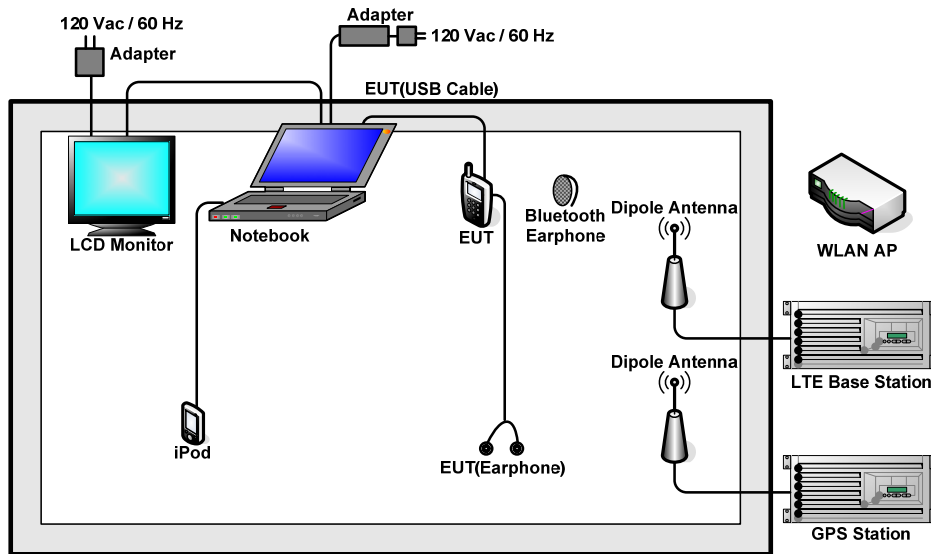 Adapter
120 Vac / 60 Hz
120 Vac / 60 Hz
Adapter
EUT(USB Cable)
LCD Monitor
Notebook
EUT
Bluetooth
Earphone
Dipole Antenna
WLAN AP
Dipole Antenna
LTE Base Station
iPod
EUT(Earphone)
GPS Station